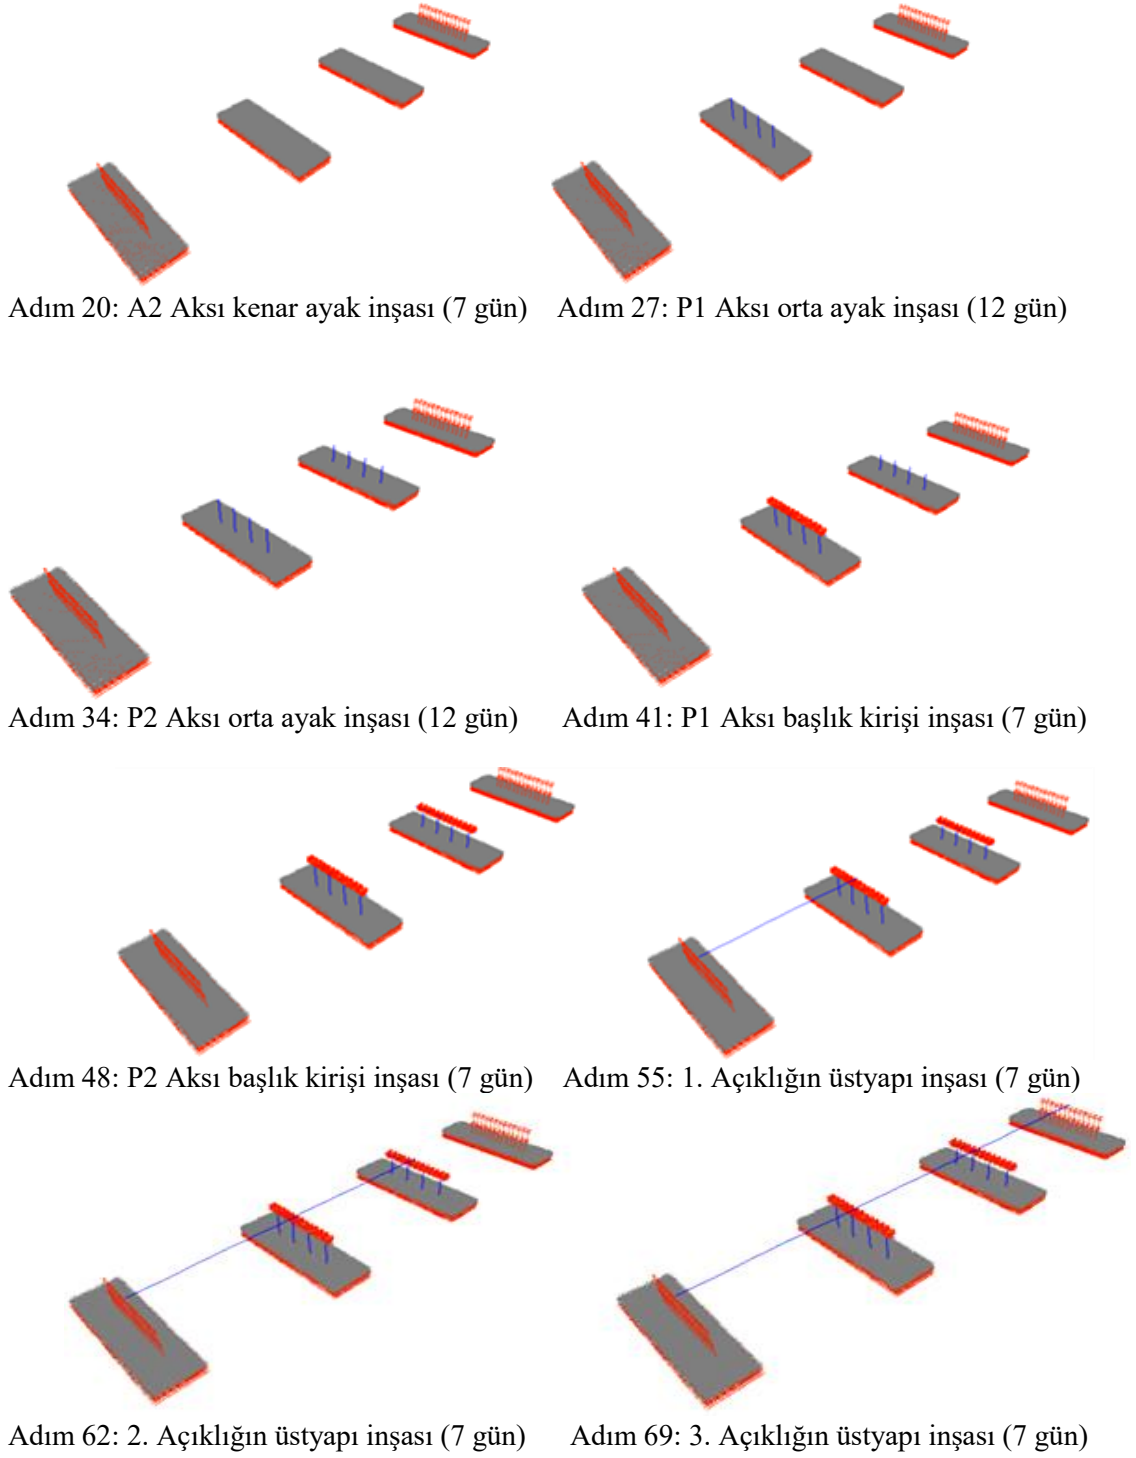 Adım 20: A2 Aksı kenar ayak inşası (7 gün)
Adım 27: P1 Aksı orta ayak inşası (12 gün)
Adım 34: P2 Aksı orta ayak inşası (12 gün)
Adım 41: P1 Aksı başlık kirişi inşası (7 gün)
Adım 48: P2 Aksı başlık kirişi inşası (7 gün)
Adım 55: 1. Açıklığın üstyapı inşası (7 gün)
Adım 62: 2. Açıklığın üstyapı inşası (7 gün)
Adım 69: 3. Açıklığın üstyapı inşası (7 gün)